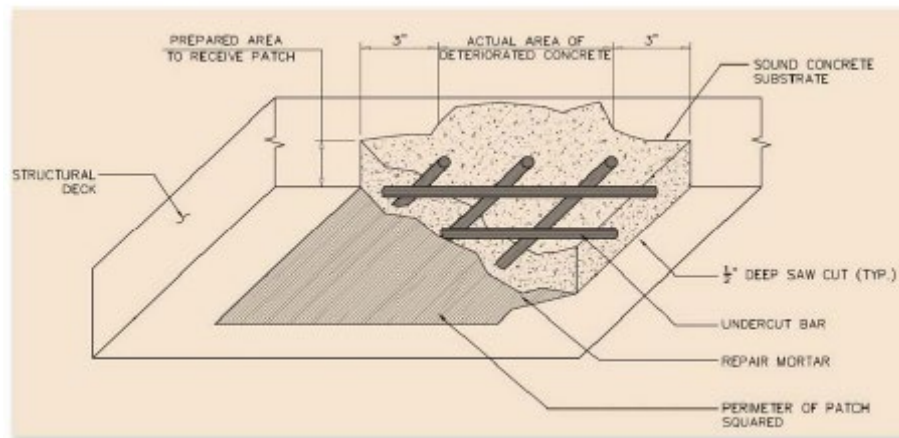 3" ACTUAL AREA OF 3"
DETERIORATED CONCRETE
PREPARED AREA
TO RECEIVE PATCH
SOUND CONCRETE
SUBSTRATE
STRUCTURAL
DECK
½" DEEP SAW CUT (TYP.)
UNDERCUT BAR
REPAIR MORTAR
PERIMETER OF PATCH
SQUARED